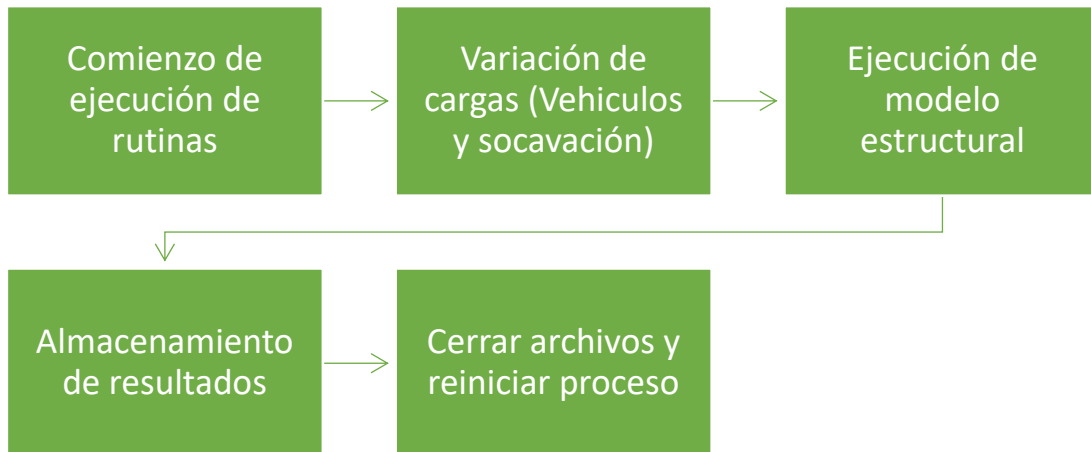 Comienzo de
ejecución de
rutinas
Variación de
cargas (Vehiculos
y socavación)
Ejecución de
modelo
estructural
Almacenamiento
de resultados
Cerrar archivos y
reiniciar proceso